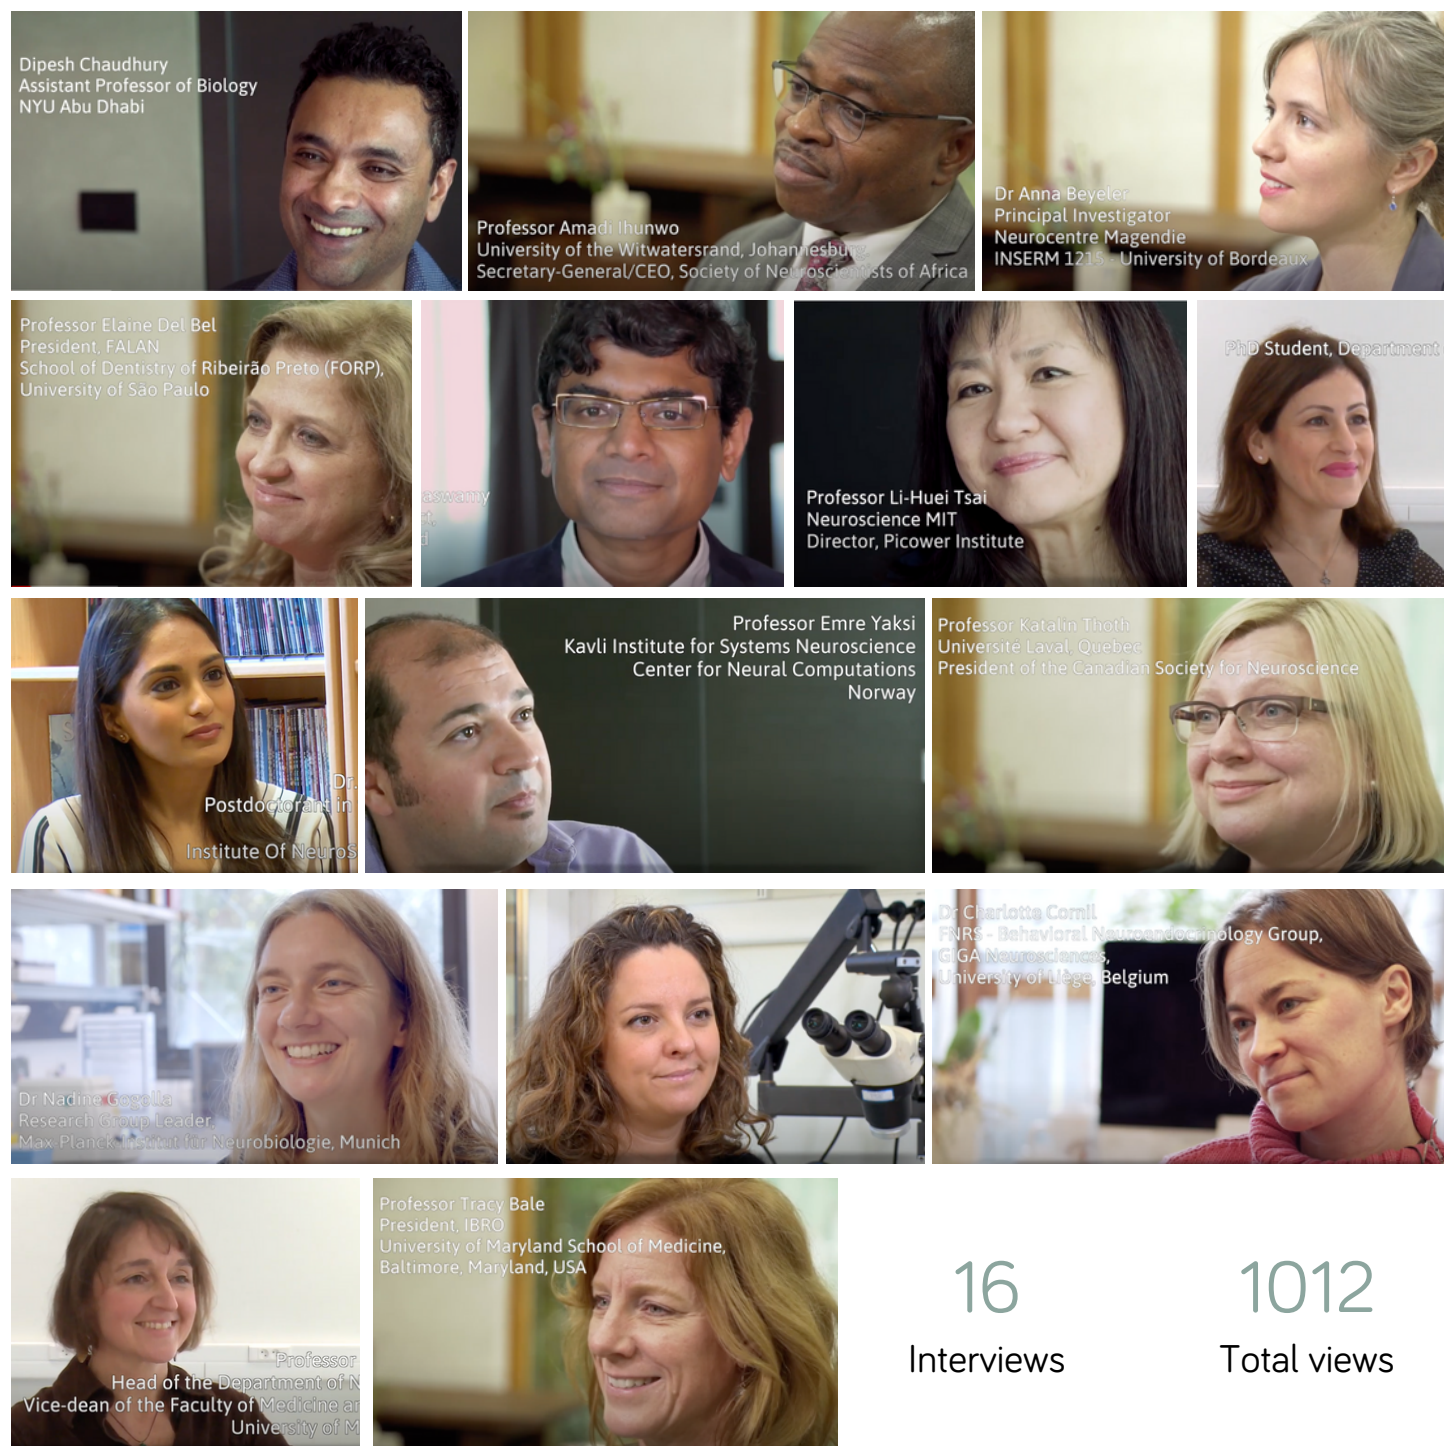 Dipesh Chaudhury
Assistant Professor of Biology
NYU Abu Dhabi
Professor Amadi Ihunwo
University of the Witwatersrand, Johannesburg
Secretary-General/CEO, Society of Neuroscientists of Africa
Dr Anna Beyeler
Principal Investigator
Neurocentre Magendie
INSERM 1215 - University of Bordeaux
Professor Elaine Del Bel
President, FALAN
School of Dentistry of Ribeirão Preto (FORP),
University of São Paulo
aswamy
st,
d
Professor Li-Huei Tsai
Neuroscience MIT
Director, Picower Institute
PhD Student, Department
Dr.
Postdoctorant in
Institute Of NeuroS
Professor Emre Yaksi
Kavli Institute for Systems Neuroscience
Center for Neural Computations
Norway
Professor Katalin Thoth
Université Laval, Quebec
President of the Canadian Society for Neuroscience
Dr Nadine Gogolla
Research Group Leader,
Max Planck Institut für Neurobiologie, Munich
Dr Charlotte Cornil
FNRS - Behavioral Neuroendocrinology Group,
GIGA Neurosciences,
University of Liège, Belgium
Professor
Head of the Department of N
Vice-dean of the Faculty of Medicine an
University of M
Professor Tracy Bale
President, IBRO
University of Maryland School of Medicine,
Baltimore, Maryland, USA
16
Interviews
1012
Total views